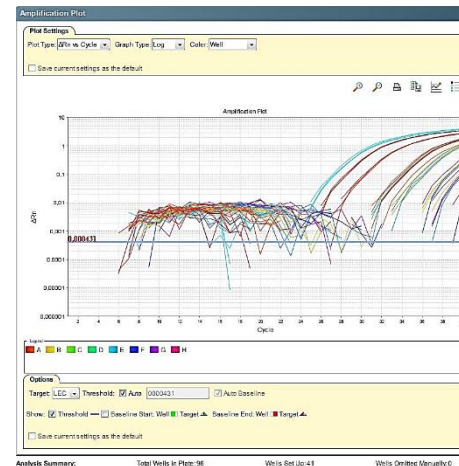 Amplification Plot
Plot Settings
Plot Type: ΔRn vs Cycle Graph Type: Log Color: Well
Save current settings as the default
Amplification Plot
10
1
0,1
0,01
0,001
0,0001
0,00001
0,000001
ΔRn
0,000431
2 4 6 8 10 12 14 16 18 20 22 24 26 28 30 32 34 36 38
Cycle
Legend
A B C D E F G H
Options
Target: LEC Threshold: Auto 0.000431 Auto Baseline
Show: Threshold Baseline Start: Well Target Baseline End: Well Target
Save current settings as the default
Analysis Summary: Total Wells in Plate: 96 Wells Set Up: 41 Wells Omitted Manually: 0